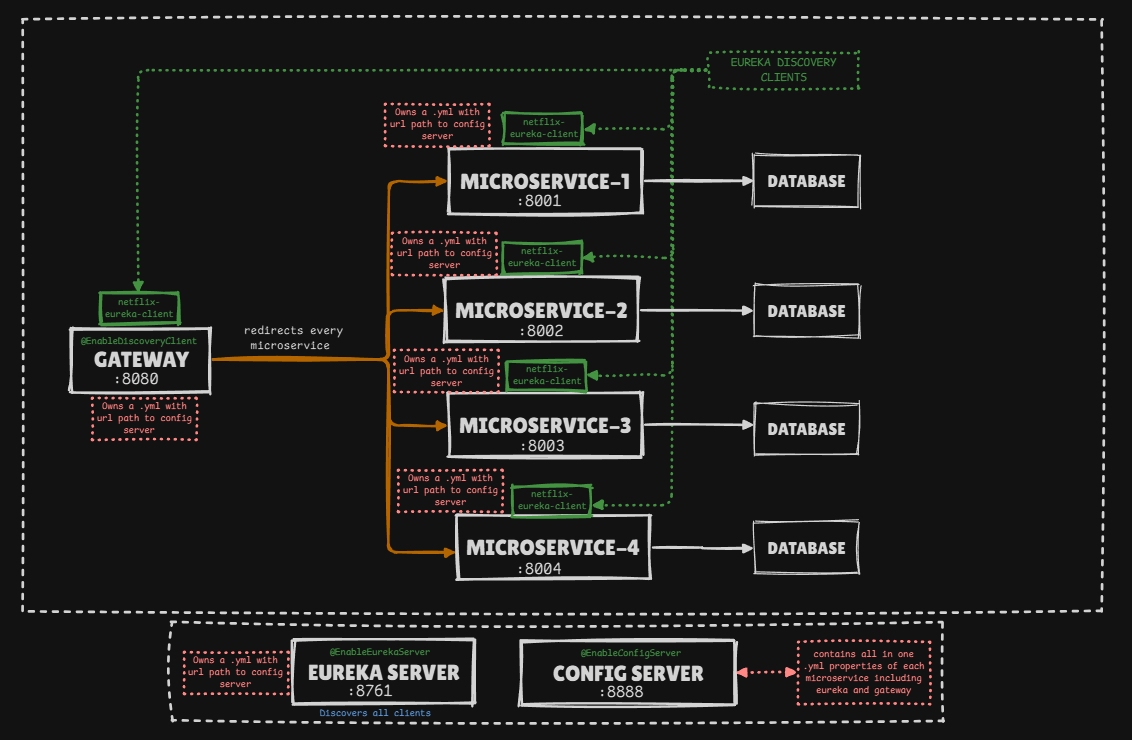 EUREKA DISCOVERY
CLIENTS
Owns a .yml with
url path to config
server
netflix-
eureka-client
MICROSERVICE-1
:8001
DATABASE
Owns a .yml with
url path to config
server
netflix-
eureka-client
MICROSERVICE-2
:8002
DATABASE
netflix-
eureka-client
@EnableDiscoveryClient
GATEWAY
:8080
Owns a .yml with
url path to config
server
redirects every
microservice
Owns a .yml with
url path to config
server
netflix-
eureka-client
MICROSERVICE-3
:8003
DATABASE
Owns a .yml with
url path to config
server
netflix-
eureka-client
MICROSERVICE-4
:8004
DATABASE
Owns a .yml with
url path to config
server
@EnableEurekaServer
EUREKA SERVER
:8761
Discovers all clients
@EnableConfigServer
CONFIG SERVER
:8888
contains all in one
.yml properties of each
microservice including
eureka and gateway